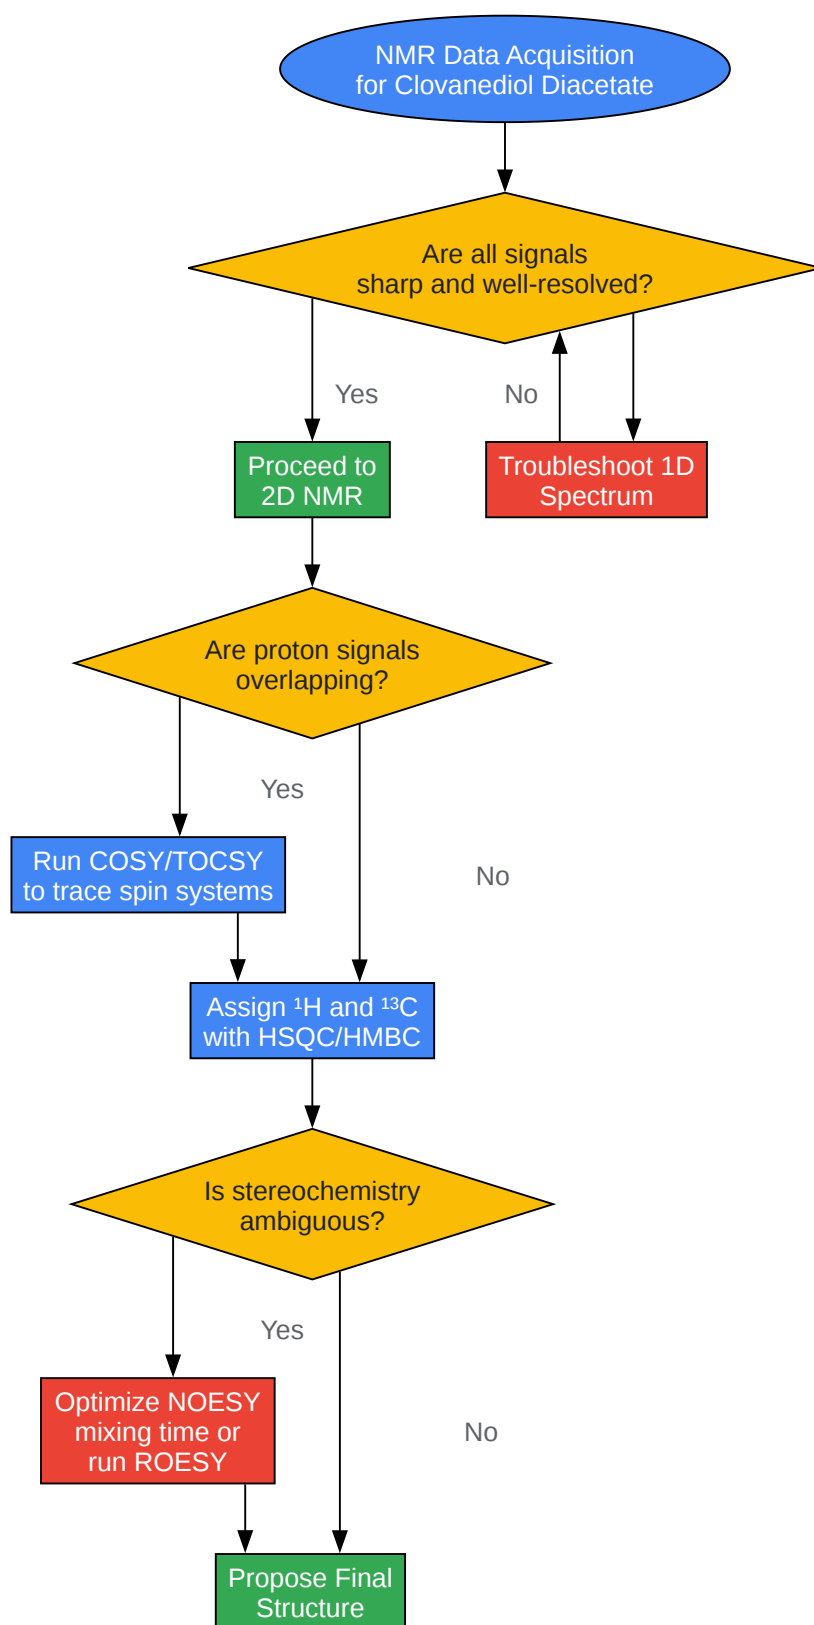 NMR Data Acquisition
for Clovanediol Diacetate
Are all signals
sharp and well-resolved?
Yes
No
Proceed to
2D NMR
Troubleshoot 1D
Spectrum
Are proton signals
overlapping?
Yes
Run COSY/TOCSY
to trace spin systems
No
Assign ¹H and ¹³C
with HSQC/HMBC
Is stereochemistry
ambiguous?
Yes
Optimize NOESY
mixing time or
run ROESY
No
Propose Final
Structure